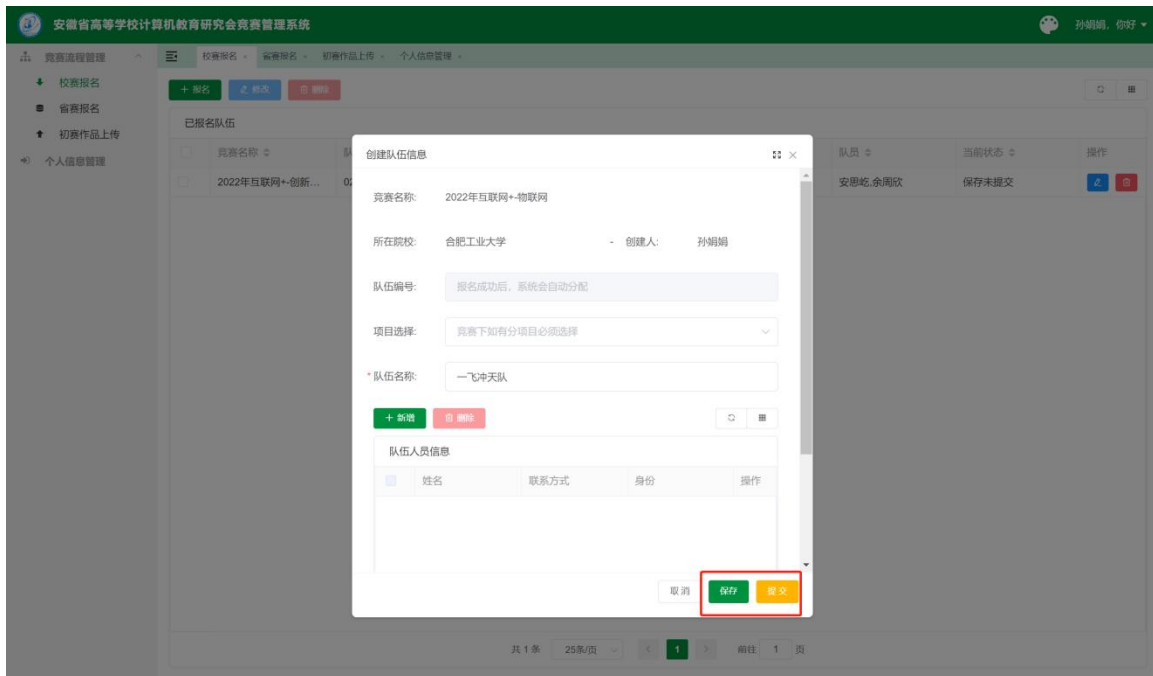 安徽省高等学校计算机教育研究会竞赛管理系统
孙娟娟，你好
竞赛流程管理
校赛报名
省赛报名
初赛作品上传
个人信息管理
校赛报名 省赛报名 初赛作品上传 个人信息管理
+ 报名 修改 删除
已报名队伍
竞赛名称 队员 当前状态 操作
2022年互联网+-创新... 02 安思屹,余周欣 保存未提交
创建队伍信息
竞赛名称: 2022年互联网+-物联网
所在院校: 合肥工业大学 - 创建人: 孙娟娟
队伍编号: 报名成功后，系统会自动分配
项目选择: 竞赛下如有分项目必须选择
*队伍名称: 一飞冲天队
+ 新增 删除
队伍人员信息
姓名 联系方式 身份 操作
取消 保存 提交
共 1 条 25条/页 1 前往 1 页